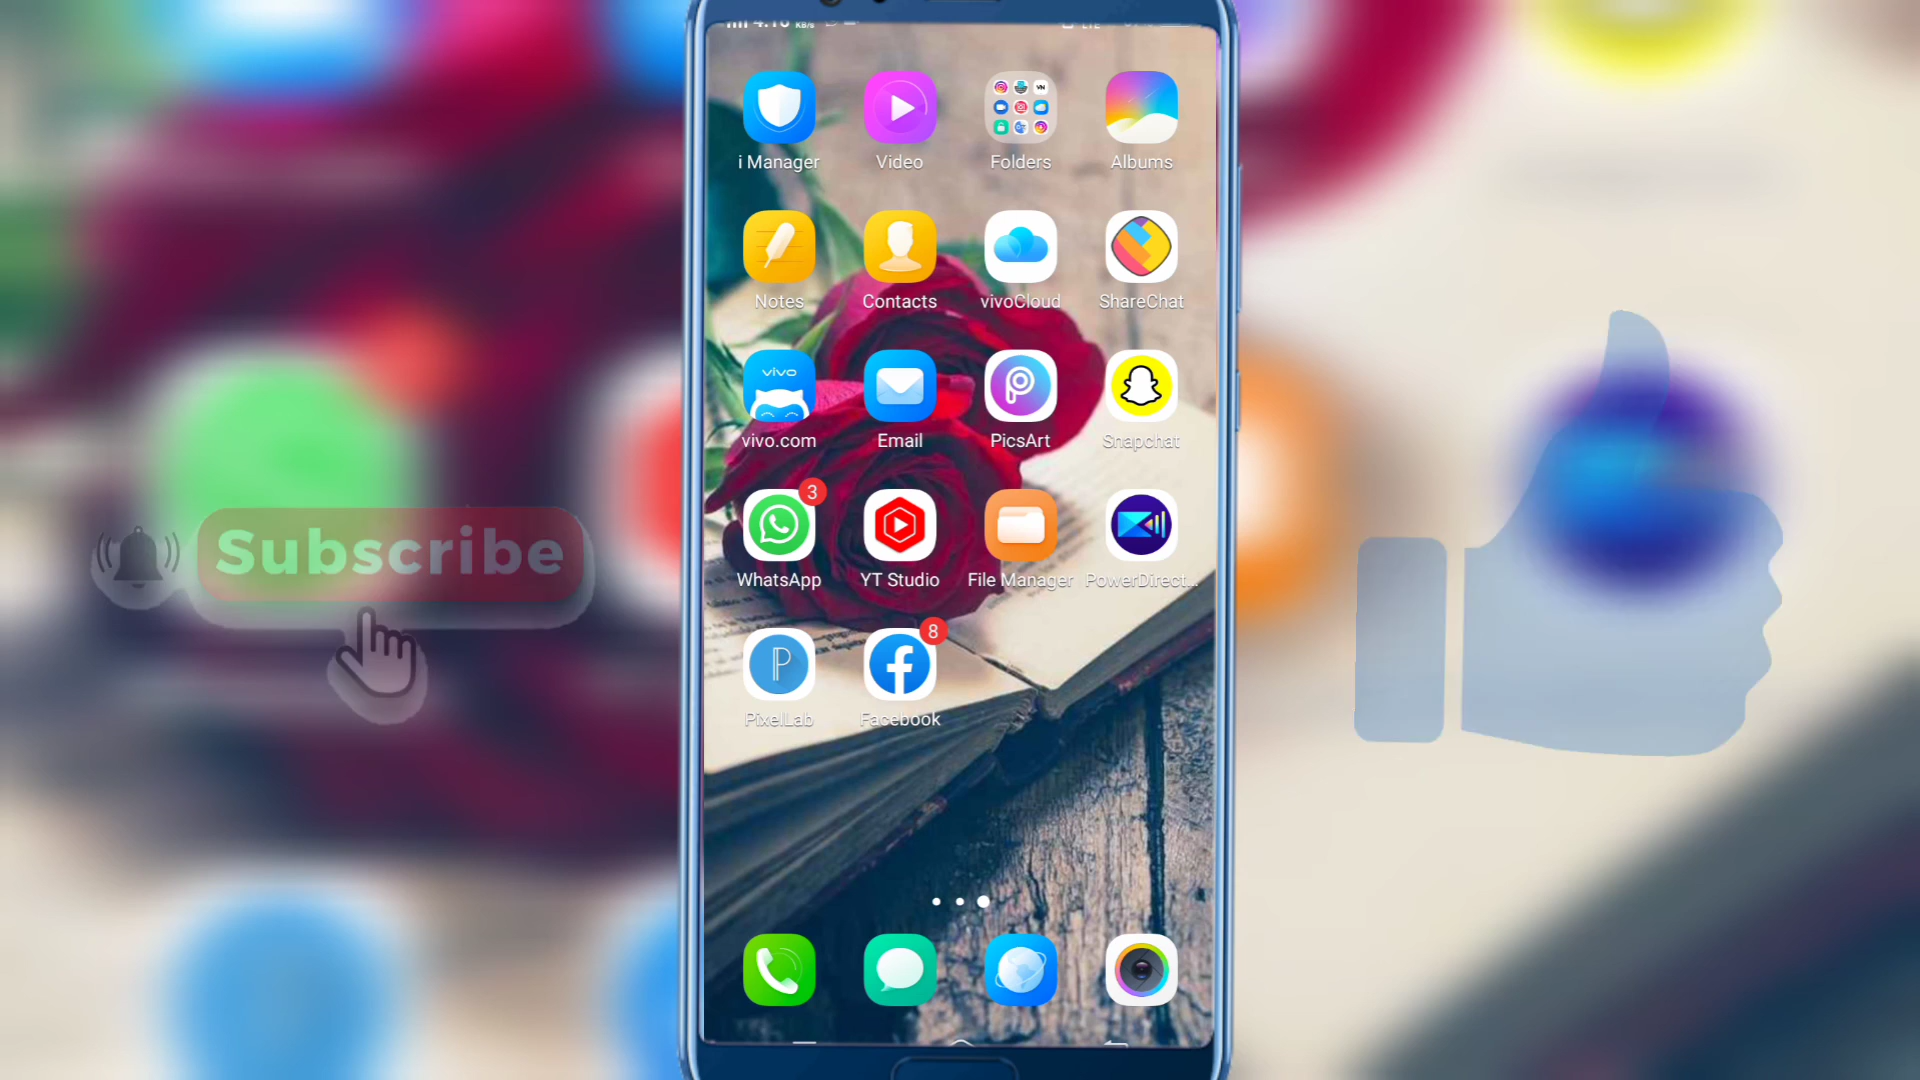 i Manager
Video
Folders
Albums
Notes
Contacts
vivoCloud
ShareChat
vivo
vivo.com
Email
PicsArt
Snapchat
3
WhatsApp
YT Studio
File Manager
PowerDirect...
Subscribe
8
PixelLab
Facebook